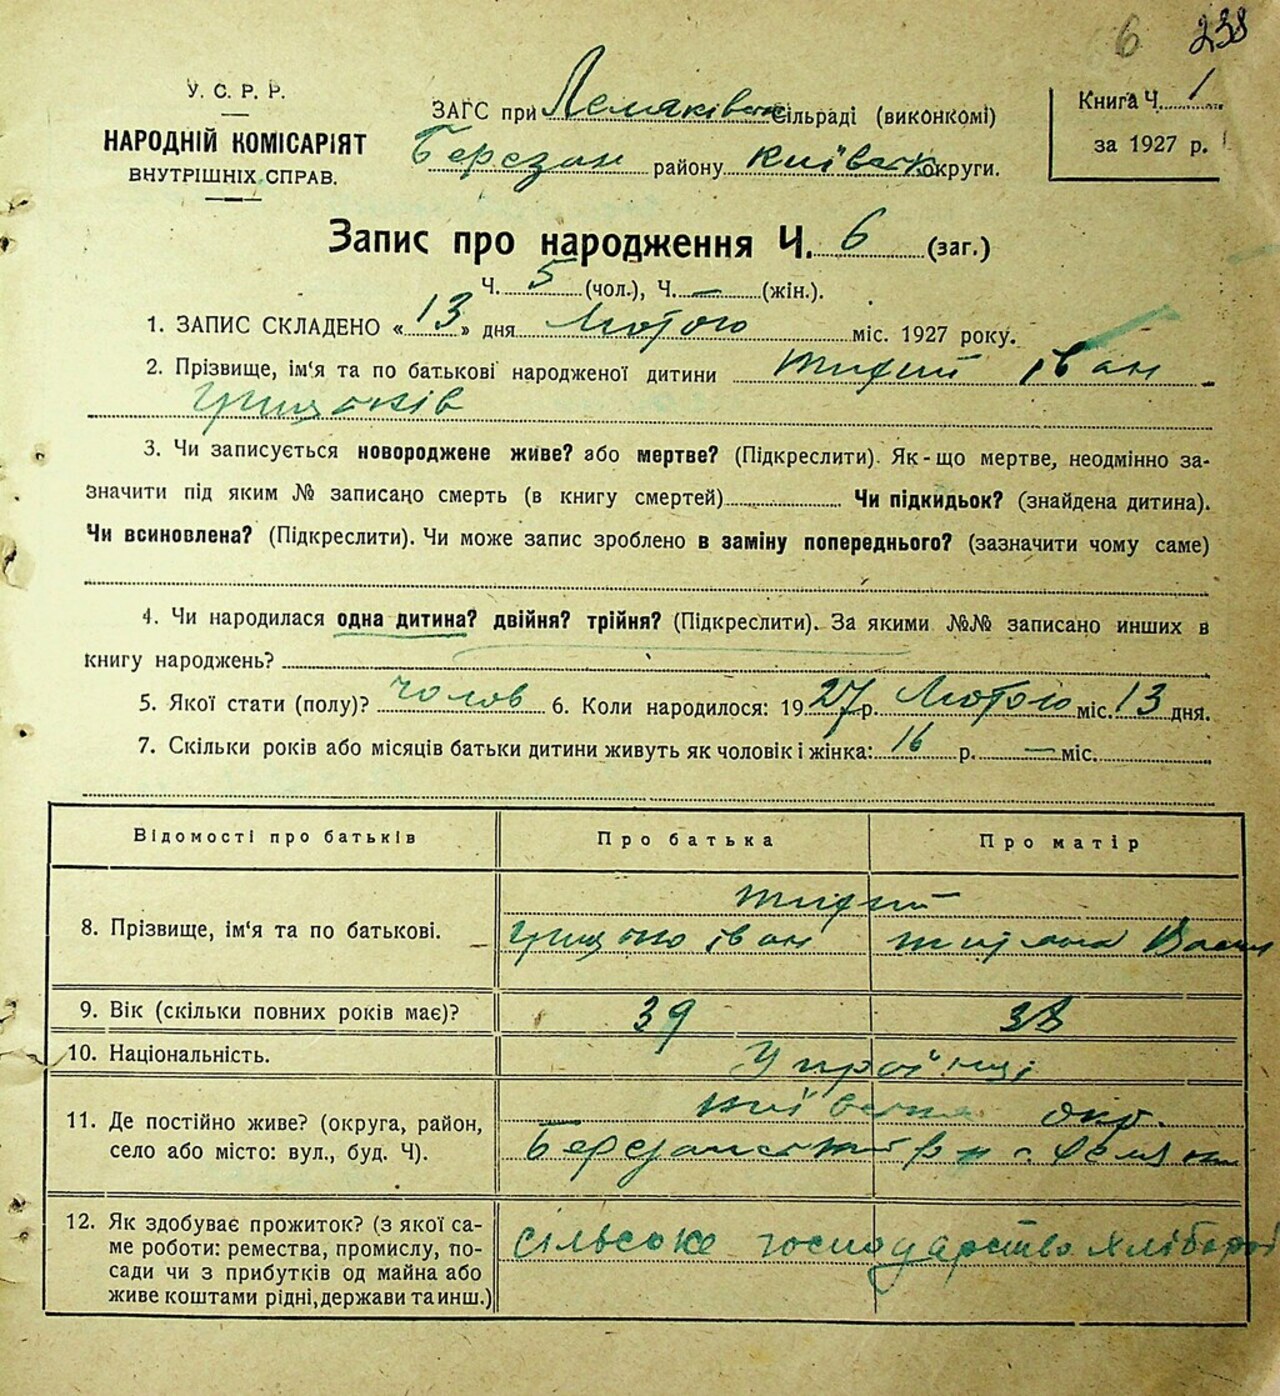 6 238
У. С. Р. Р.
НАРОДНІЙ КОМІСАРІЯТ
ВНУТРІШНІХ СПРАВ.
ЗАГС при Лемяківськ сільраді (виконкомі)
Березан району Київськ округи.
Книга Ч. 1
за 1927 р.
Запис про народження Ч. 6 (заг.)
Ч. 5 (чол.), Ч. — (жін.).
1. ЗАПИС СКЛАДЕНО «13» дня Лютого міс. 1927 року.
2. Прізвище, ім‘я та по батькові народженої дитини Іван
Грицьків
3. Чи записується новороджене живе? або мертве? (Підкреслити). Як-що мертве, неодмінно за-
значити під яким № записано смерть (в книгу смертей) Чи підкидьок? (знайдена дитина).
Чи всиновлена? (Підкреслити). Чи може запис зроблено в заміну попереднього? (зазначити чому саме)
4. Чи народилася одна дитина? двійня? трійня? (Підкреслити). За якими №№ записано инших в
книгу народжень?
5. Якої стати (полу)? чолов 6. Коли народилося: 1927 р. Лютого міс. 13 дня.
7. Скільки років або місяців батьки дитини живуть як чоловік і жінка: 16 р. — міс.
Відомості про батьків Про батька Про матір
8. Прізвище, ім‘я та по батькові.
Грицько Іван
9. Вік (скільки повних років має)? 39 38
10. Національність. Українці
11. Де постійно живе? (округа, район,
село або місто: вул., буд. Ч).
Київська окр.
Березанський р-н с.
12. Як здобуває прожиток? (з якої са-
ме роботи: ремества, промислу, по-
сади чи з прибутків од майна або
живе коштами рідні, держави та инш.)
сільське господарство хлібороб